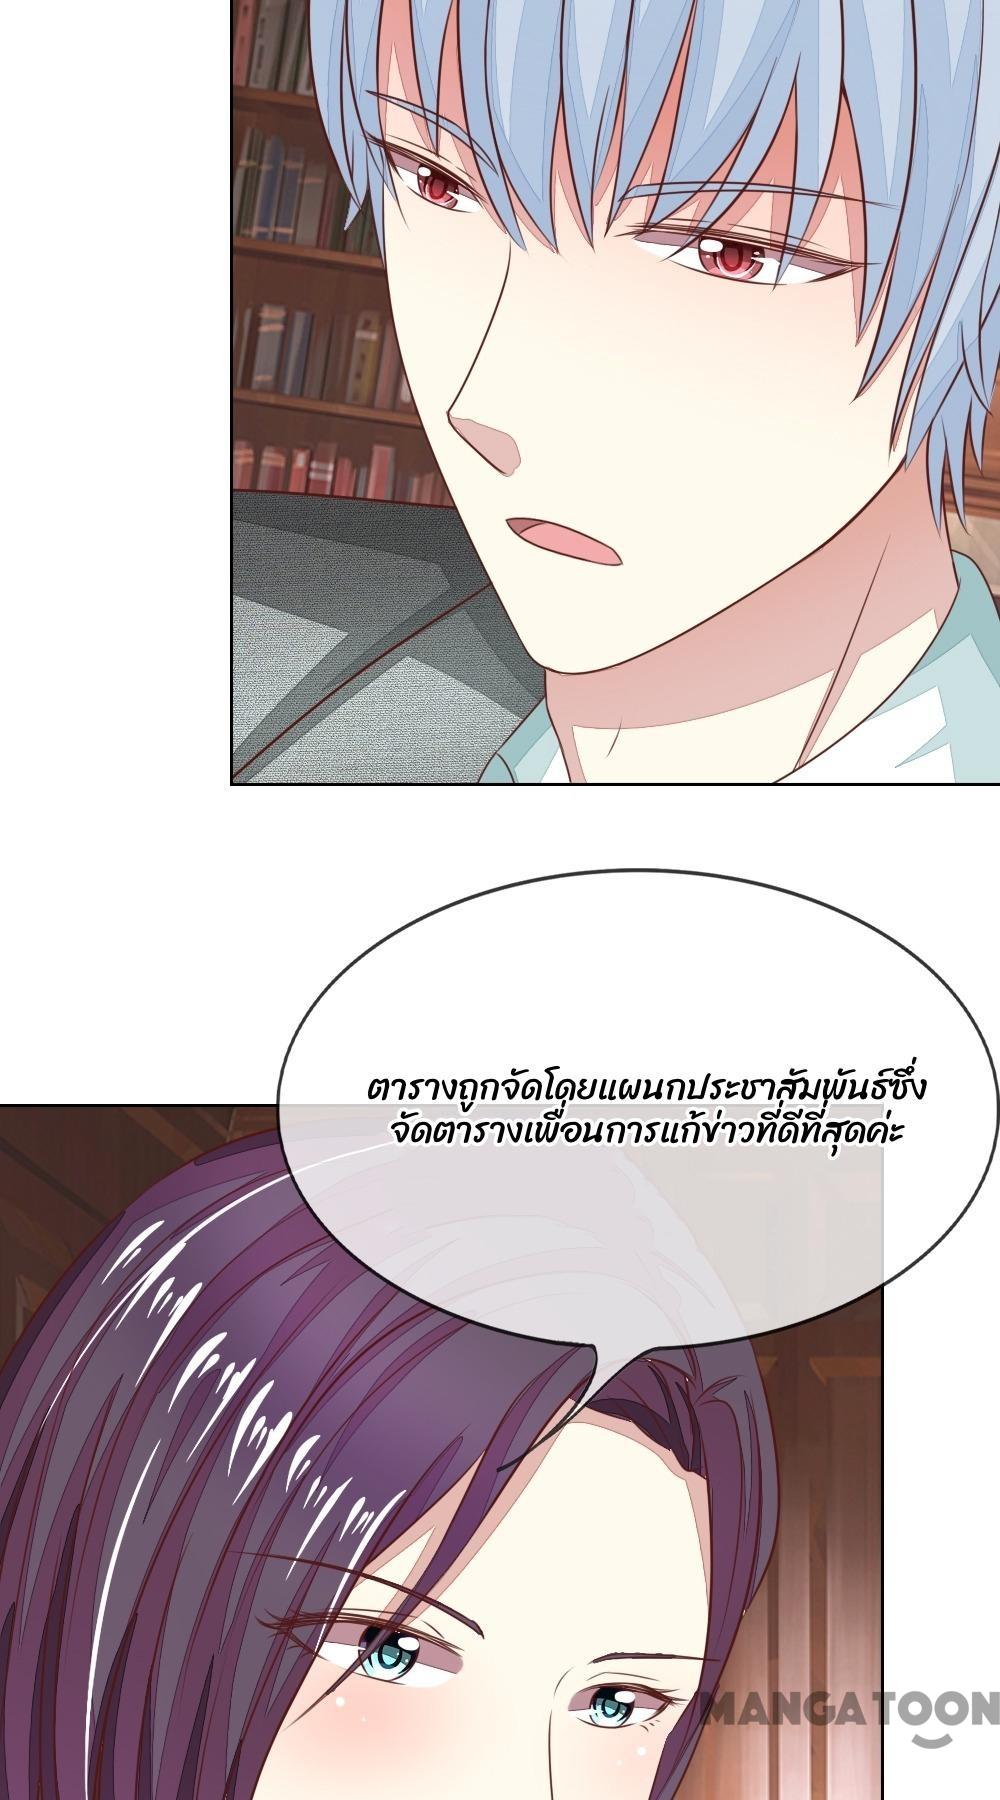 ตารางถูกจัดโดยแผนกประชาสัมพันธ์ซึ่ง
จัดตารางเพื่อนการแก้ข่าวที่ดีที่สุดค่ะ
MANGATOON